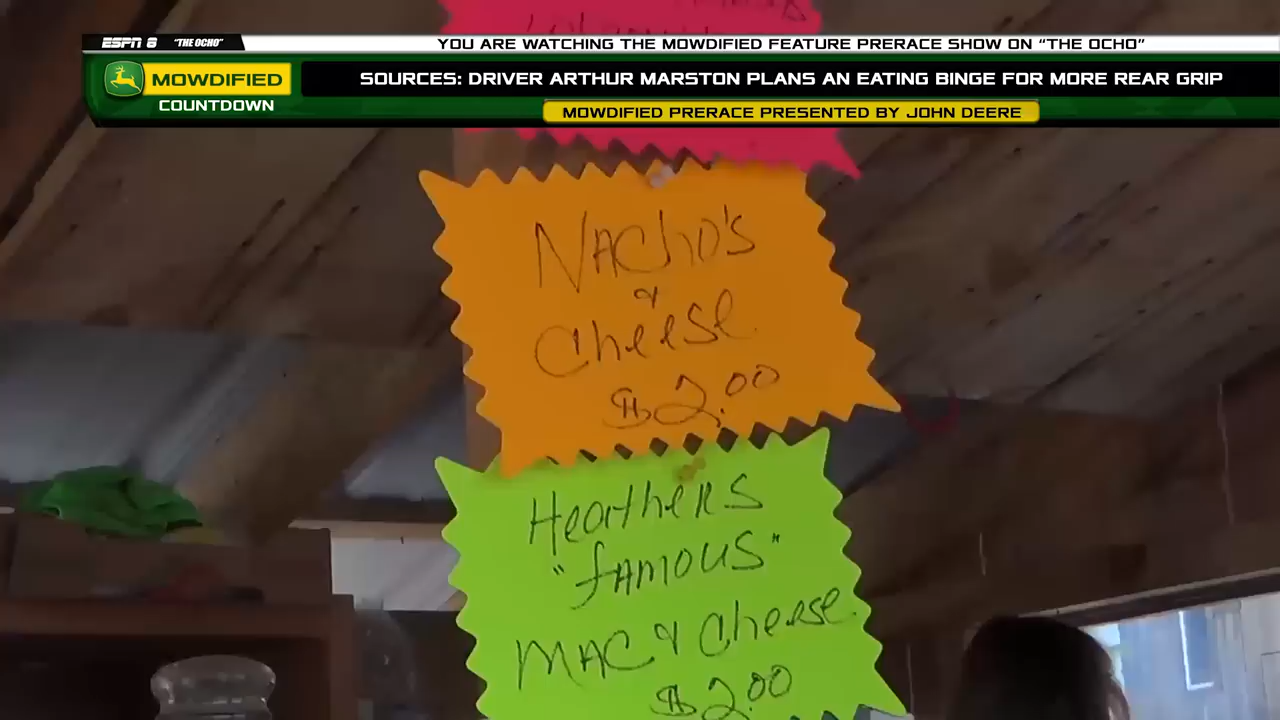 ESPN 8 "THE OCHO"
YOU ARE WATCHING THE MOWDIFIED FEATURE PRERACE SHOW ON "THE OCHO"
MOWDIFIED
COUNTDOWN
SOURCES: DRIVER ARTHUR MARSTON PLANS AN EATING BINGE FOR MORE REAR GRIP
MOWDIFIED PRERACE PRESENTED BY JOHN DEERE
NACHO'S
&
CHEESE
$2.00
HEATHERS
"FAMOUS"
MAC & CHEESE
$2.00